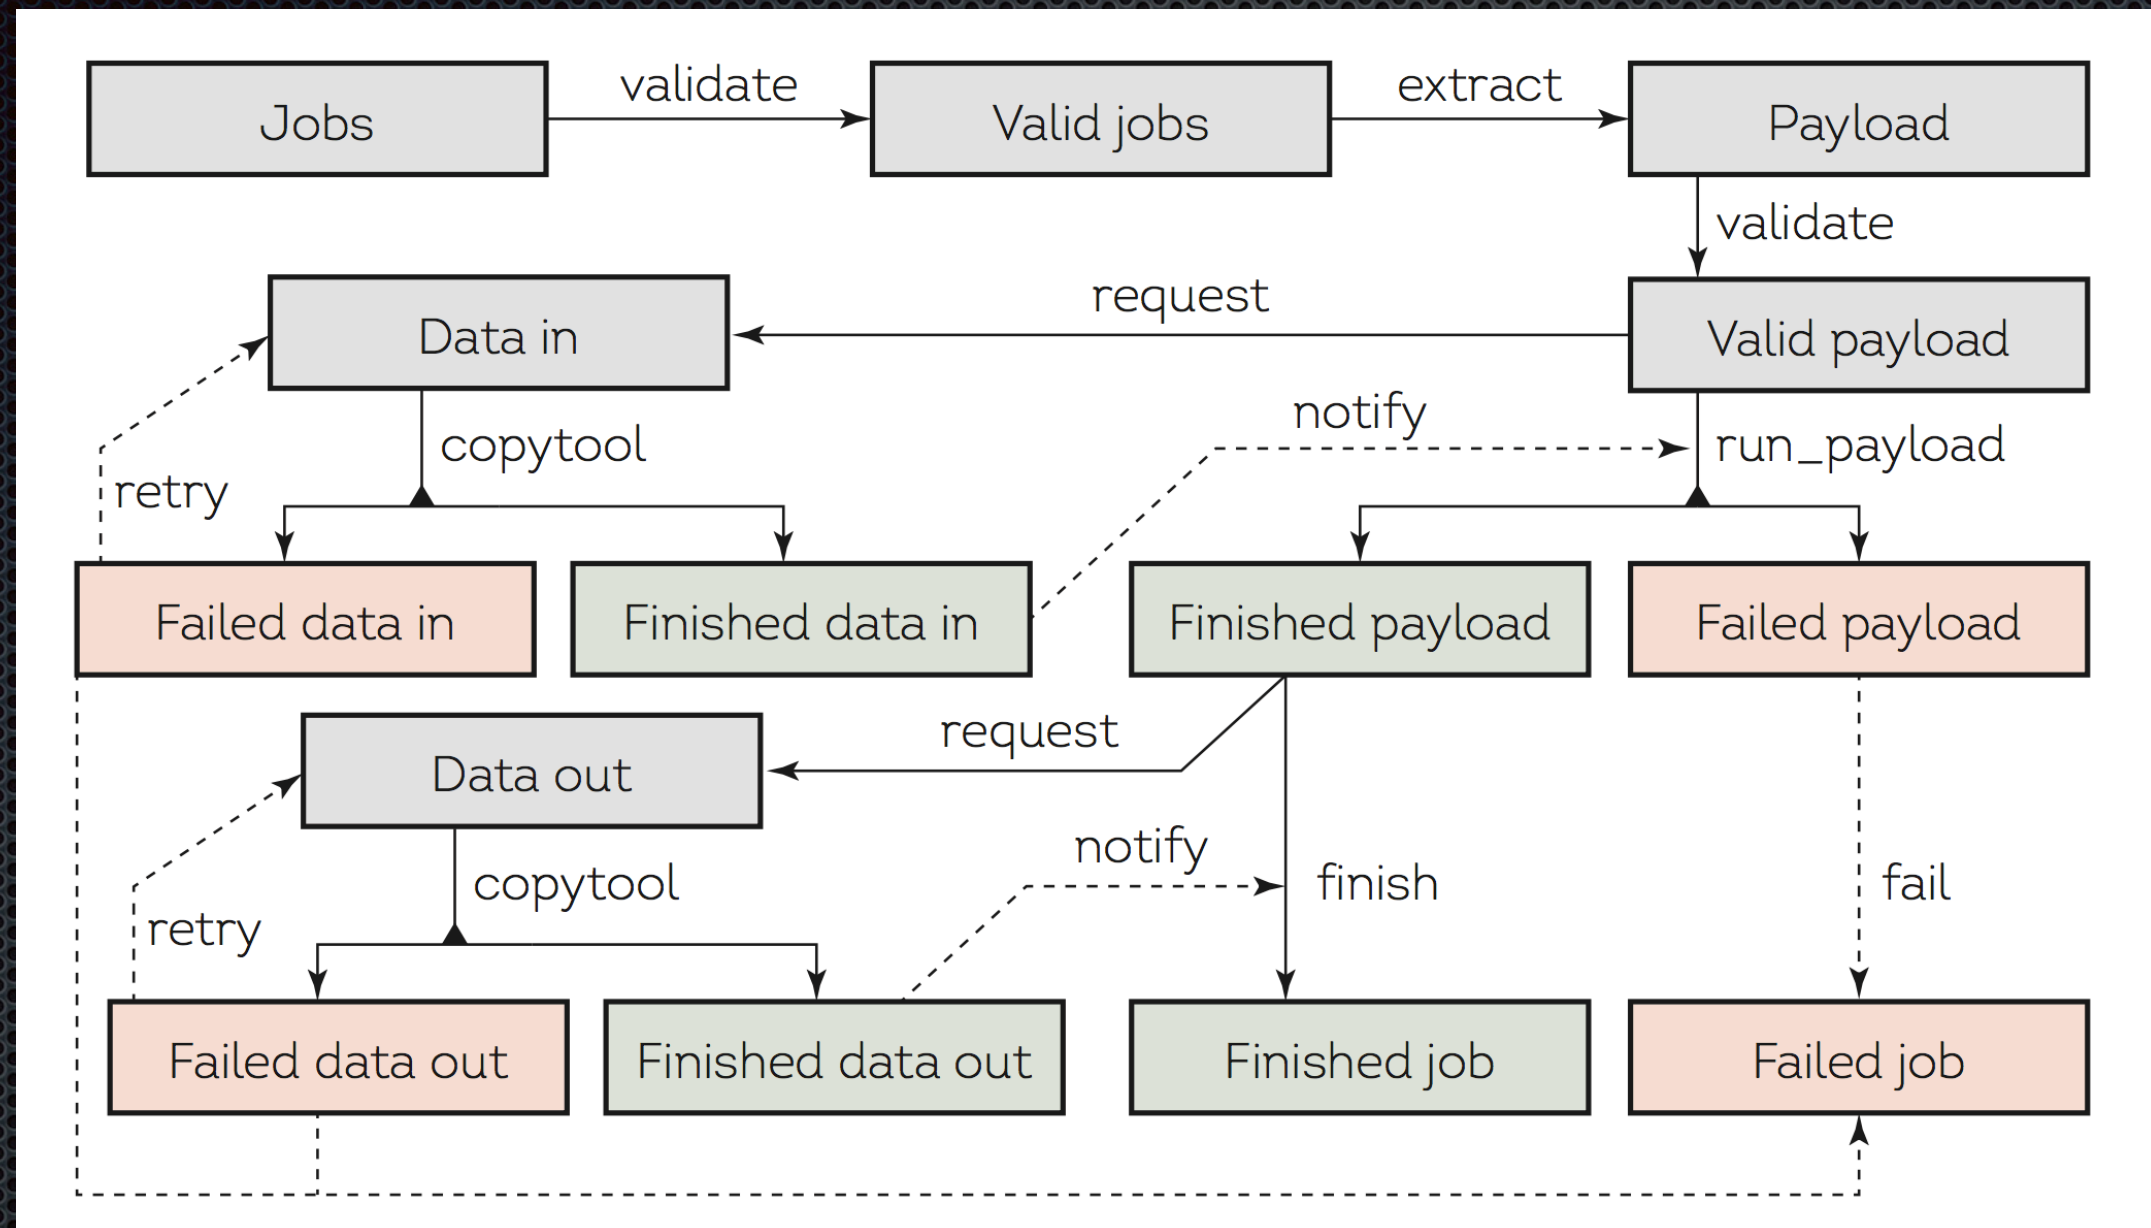 Jobs
validate
Valid jobs
extract
Payload
validate
Data in
request
Valid payload
notify
copytool
run_payload
retry
Failed data in
Finished data in
Finished payload
Failed payload
Data out
request
notify
copytool
finish
fail
retry
Failed data out
Finished data out
Finished job
Failed job